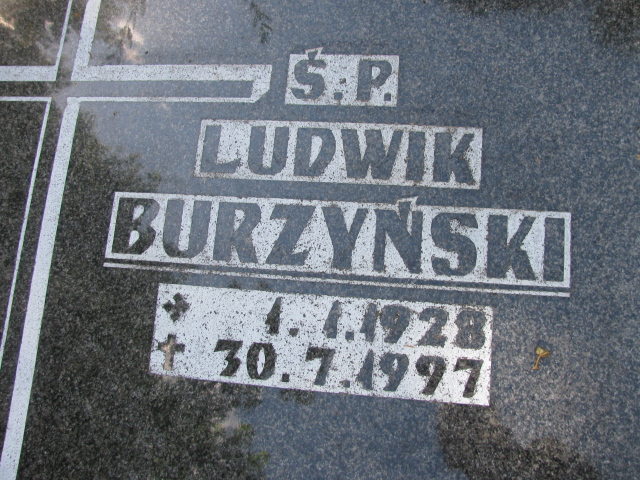 Ś.P.
LUDWIK
BURZYŃSKI
1.1.1928
30.7.1997